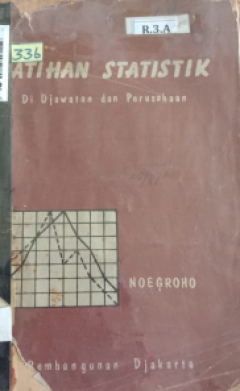 R.3.A
336
ATIHAN STATISTIK
Di Djawatan dan Perusahaan
NOEGROHO
Pembangunan Djakarta